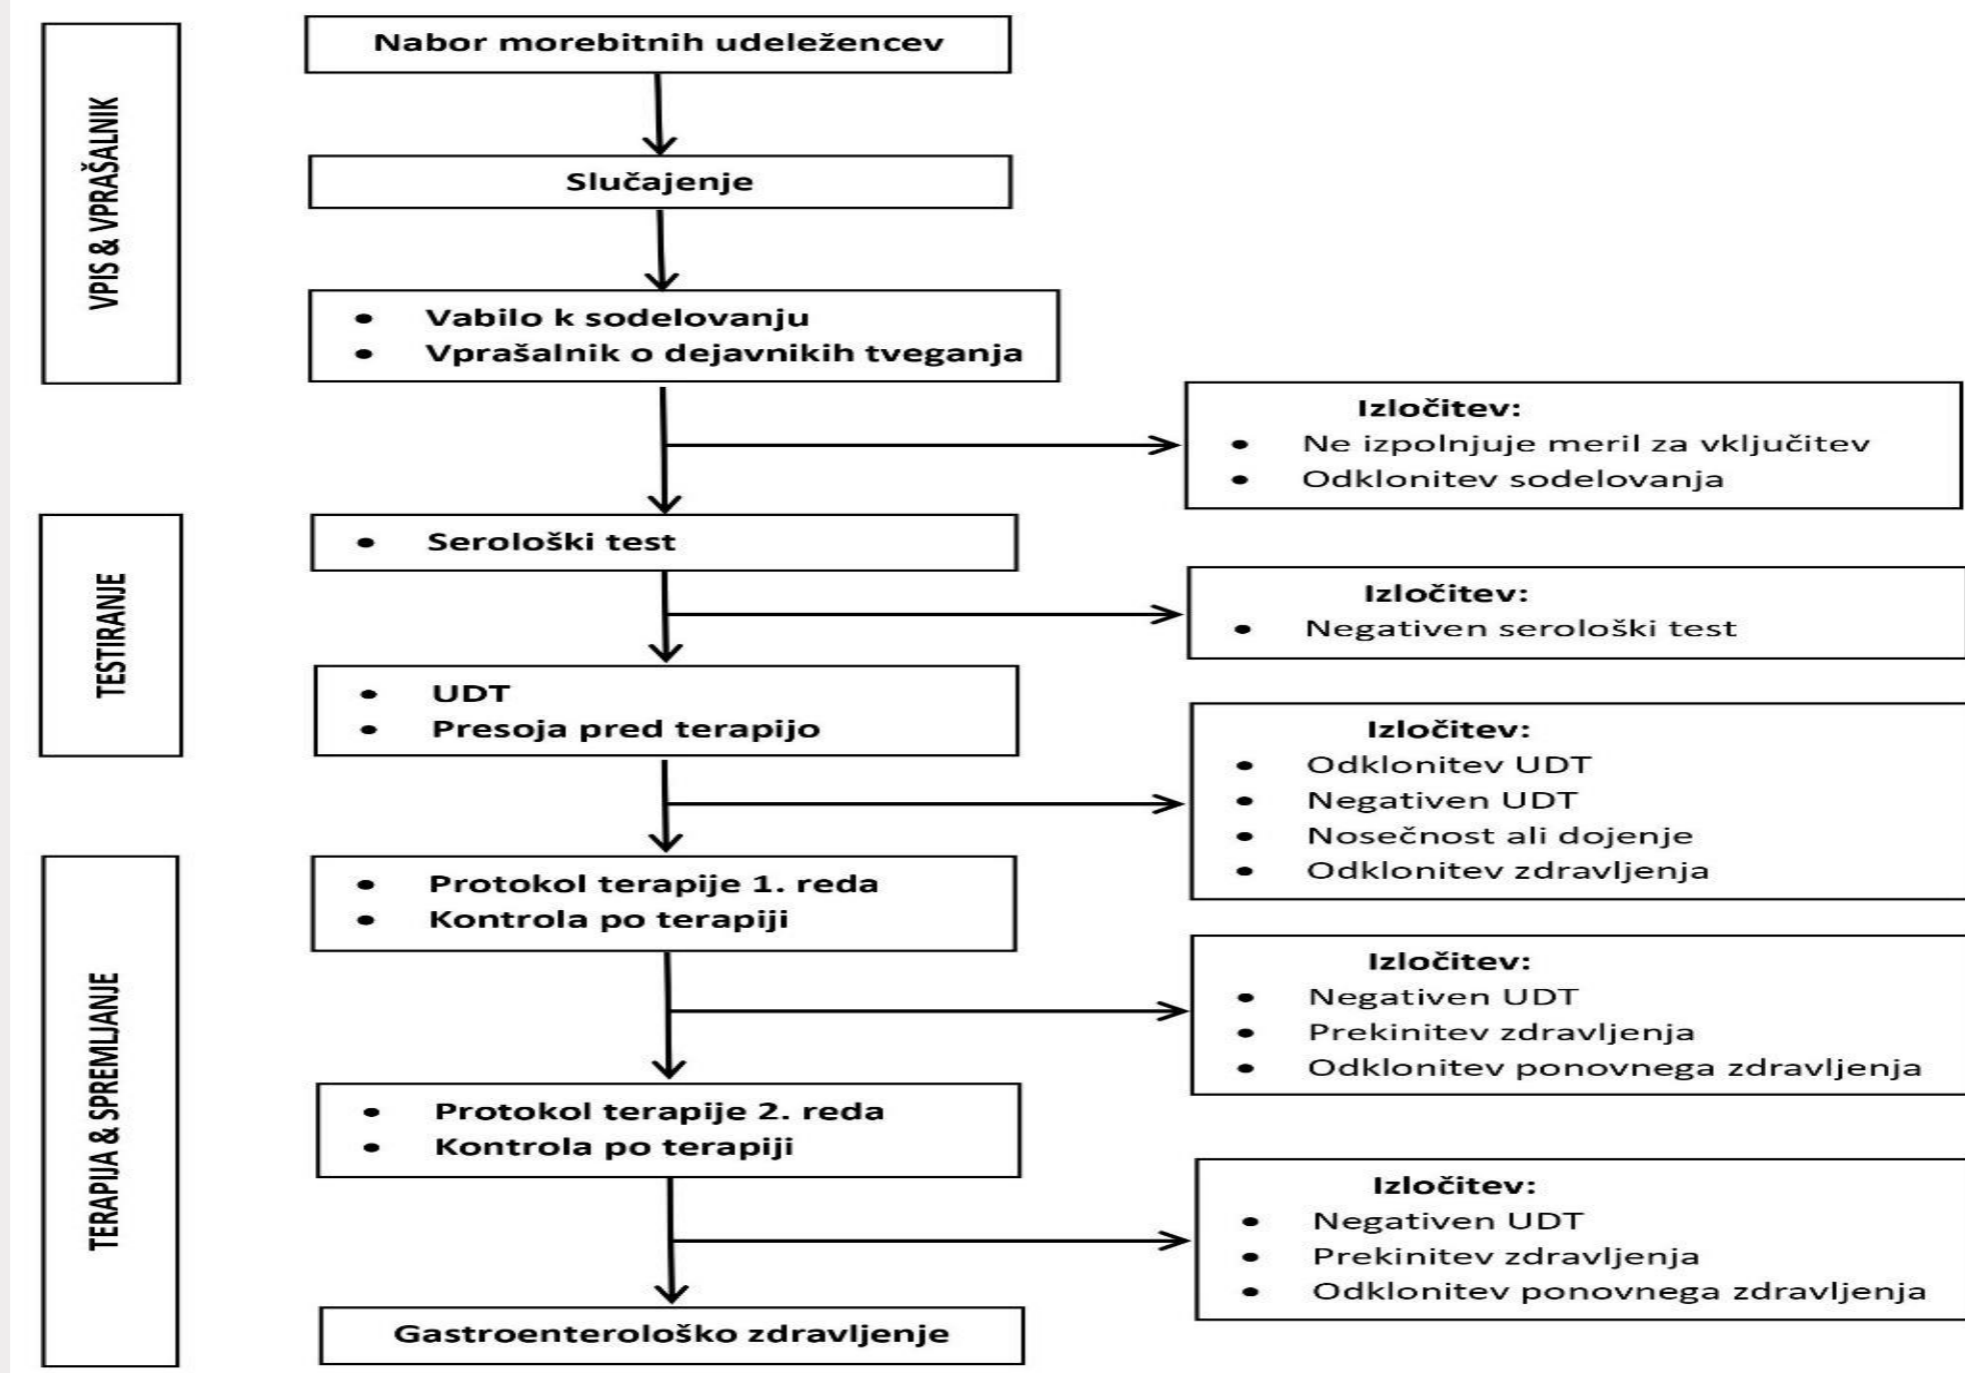 VPIS & VPRAŠALNIK
Nabor morebitnih udeležencev
Slučajenje
• Vabilo k sodelovanju
• Vprašalnik o dejavnikih tveganja
Izločitev:
• Ne izpolnjuje meril za vključitev
• Odklonitev sodelovanja
TESTIRANJE
• Serološki test
Izločitev:
• Negativen serološki test
• UDT
• Presoja pred terapijo
Izločitev:
• Odklonitev UDT
• Negativen UDT
• Nosečnost ali dojenje
• Odklonitev zdravljenja
TERAPIJA & SPREMLJANJE
• Protokol terapije 1. reda
• Kontrola po terapiji
Izločitev:
• Negativen UDT
• Prekinitev zdravljenja
• Odklonitev ponovnega zdravljenja
• Protokol terapije 2. reda
• Kontrola po terapiji
Izločitev:
• Negativen UDT
• Prekinitev zdravljenja
• Odklonitev ponovnega zdravljenja
Gastroenterološko zdravljenje